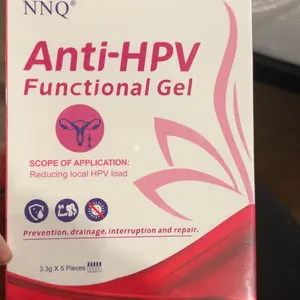 NNQ®
Anti-HPV
Functional Gel
SCOPE OF APPLICATION:
Reducing local HPV load
Prevention, drainage, interruption and repair.
3.3g X 5 Pieces